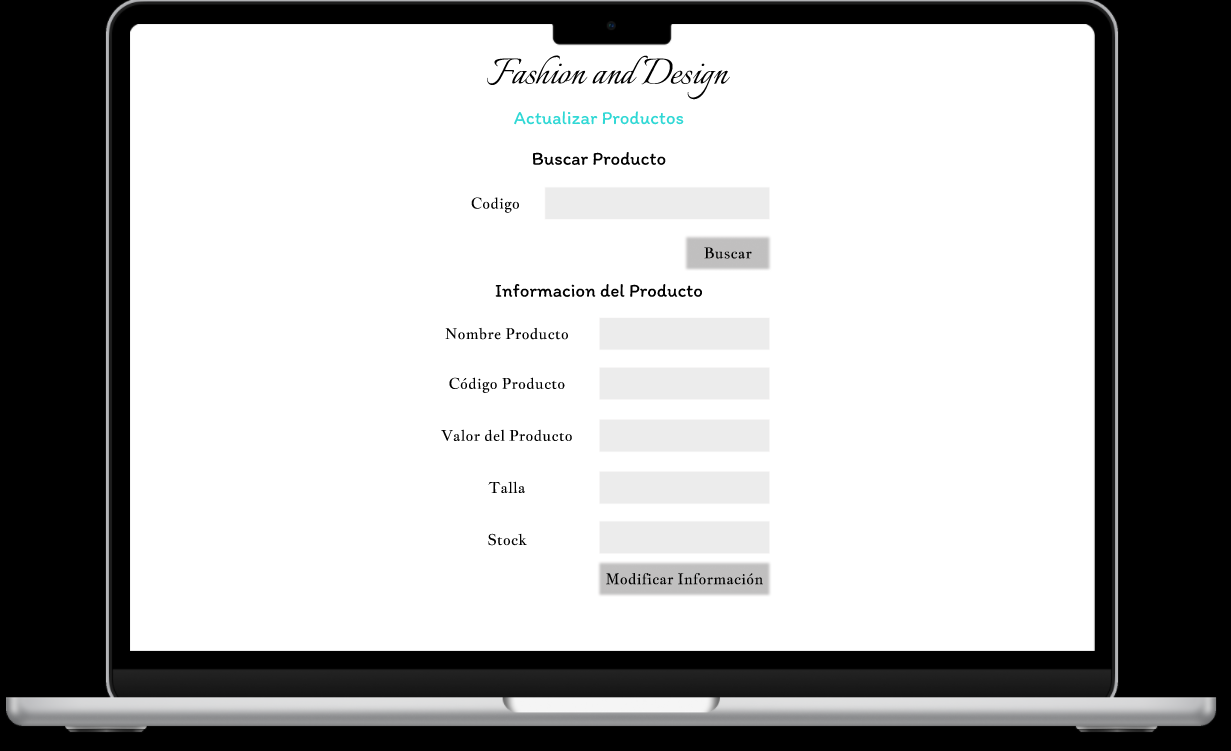 Fashion and Design
Actualizar Productos
Buscar Producto
Codigo
Buscar
Informacion del Producto
Nombre Producto
Código Producto
Valor del Producto
Talla
Stock
Modificar Información